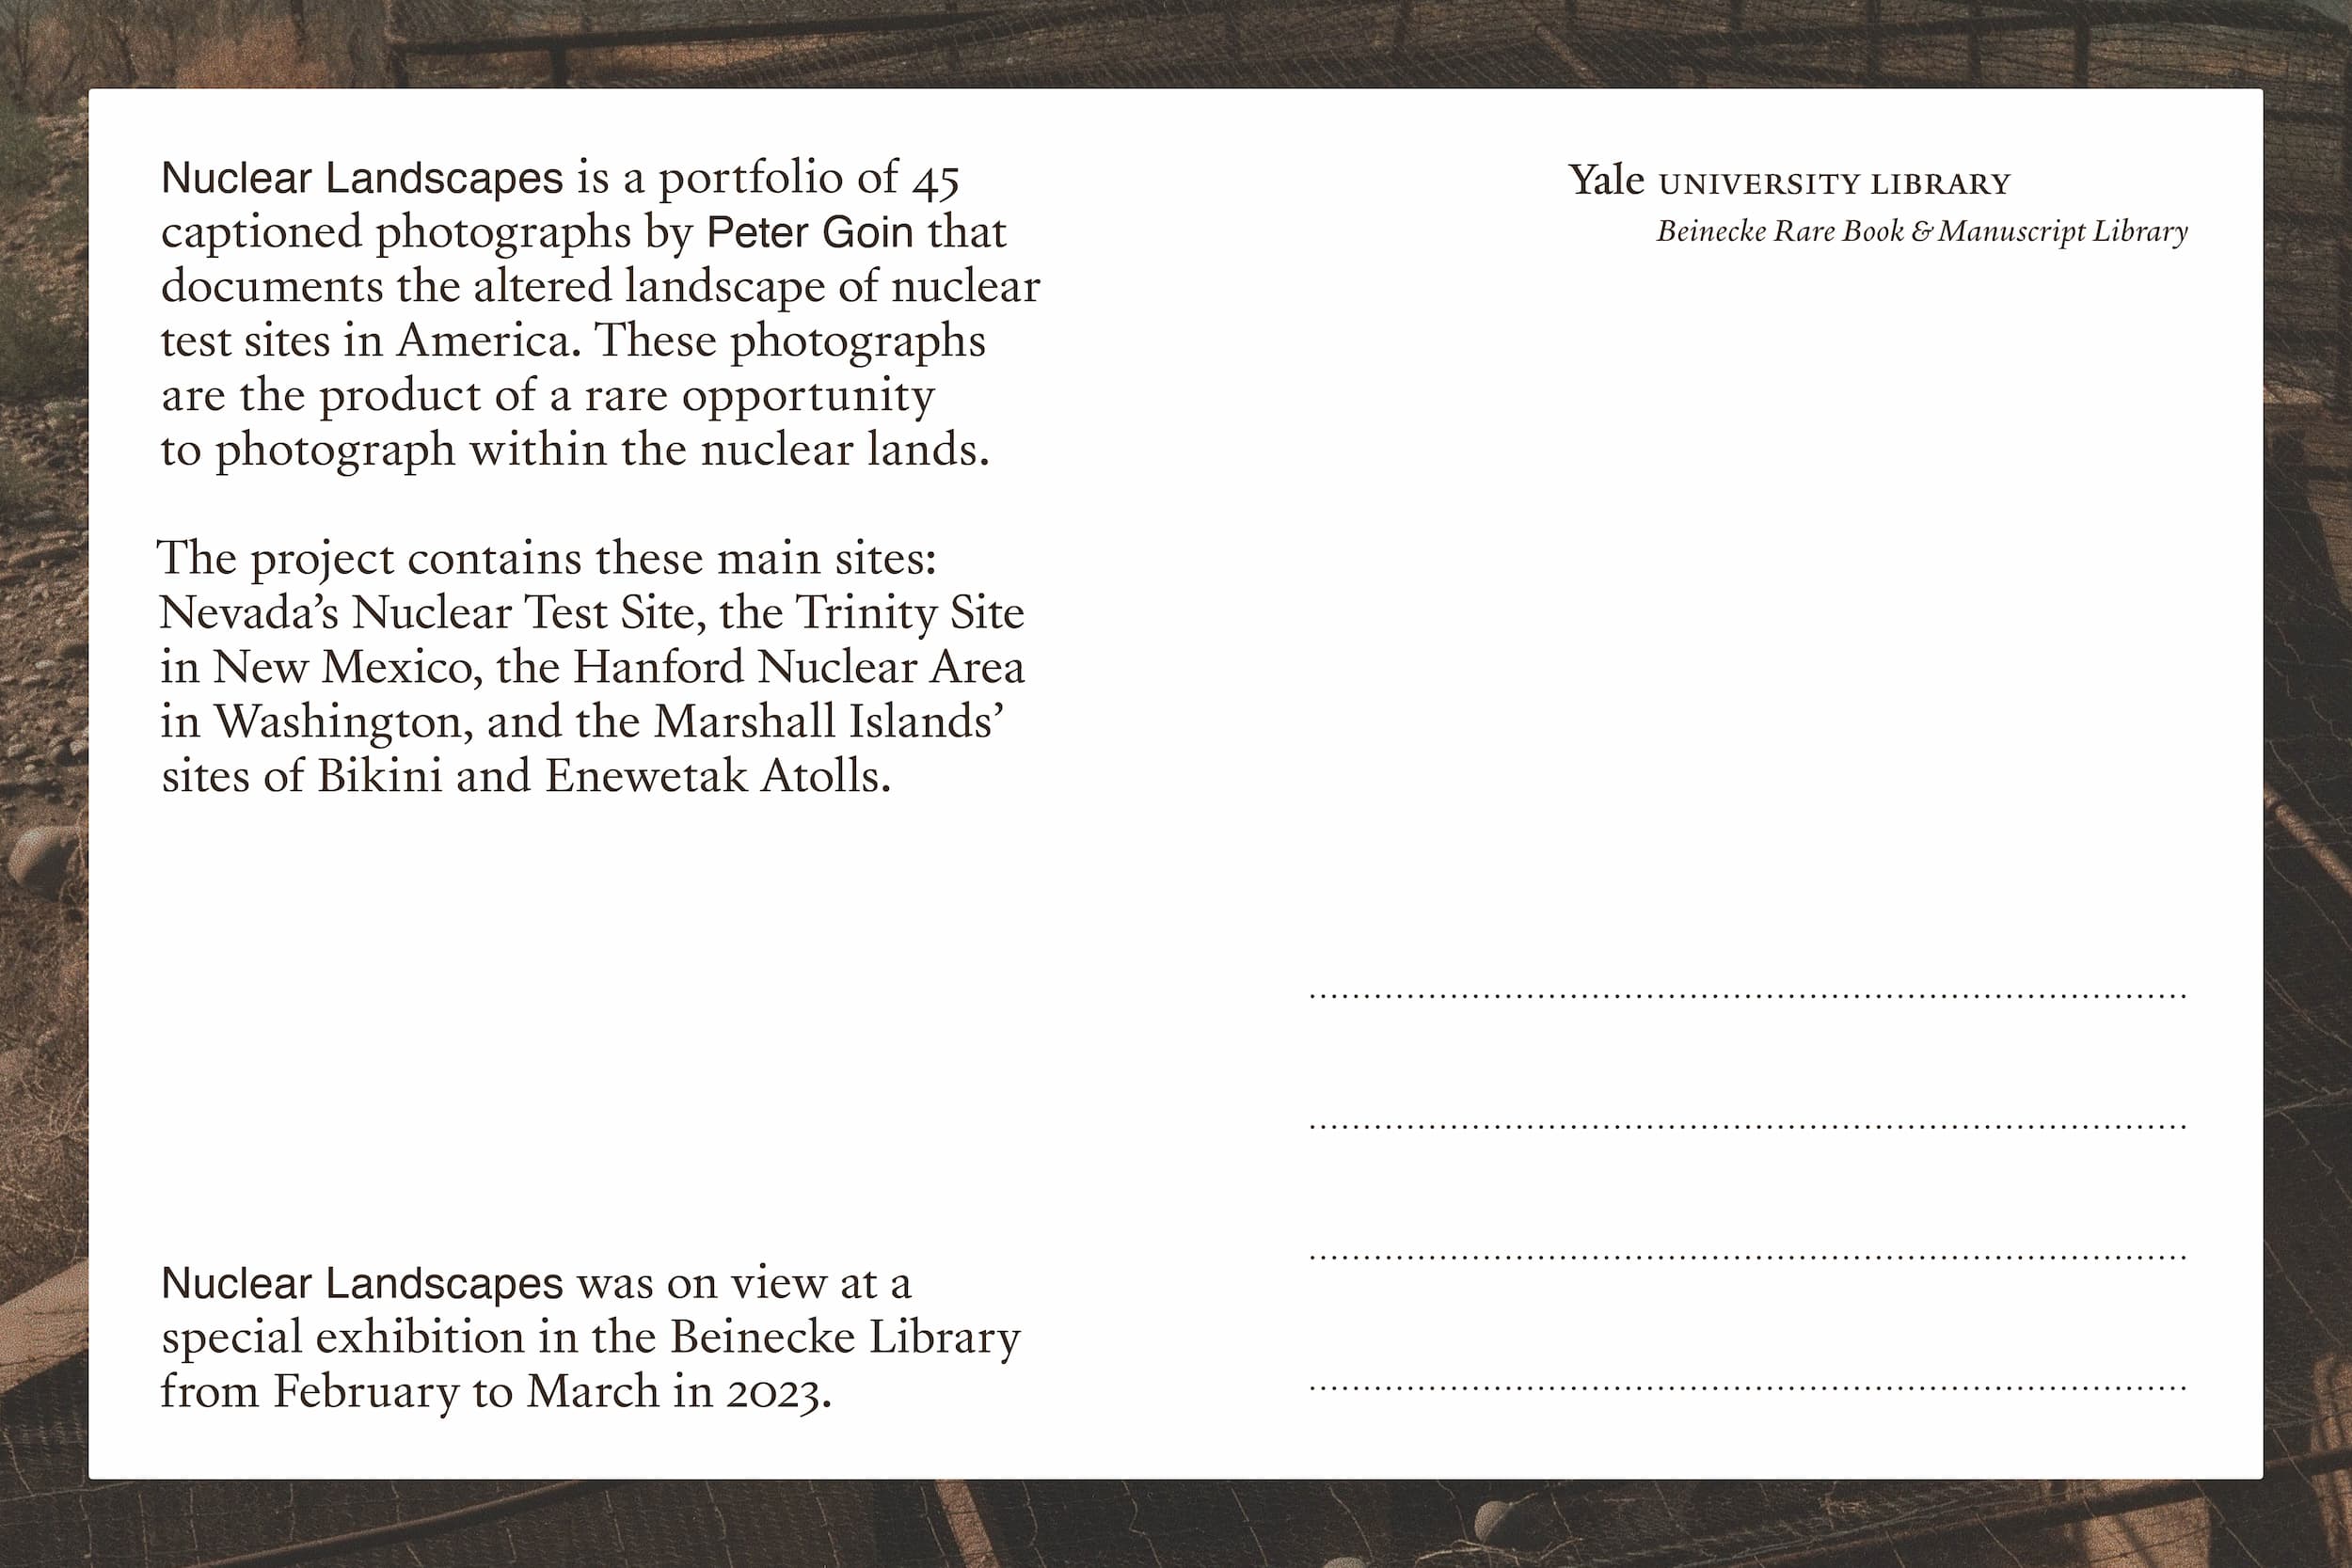 Nuclear Landscapes is a portfolio of 45
captioned photographs by Peter Goin that
documents the altered landscape of nuclear
test sites in America. These photographs
are the product of a rare opportunity
to photograph within the nuclear lands.
The project contains these main sites:
Nevada’s Nuclear Test Site, the Trinity Site
in New Mexico, the Hanford Nuclear Area
in Washington, and the Marshall Islands’
sites of Bikini and Enewetak Atolls.
Nuclear Landscapes was on view at a
special exhibition in the Beinecke Library
from February to March in 2023.
Yale UNIVERSITY LIBRARY
Beinecke Rare Book & Manuscript Library